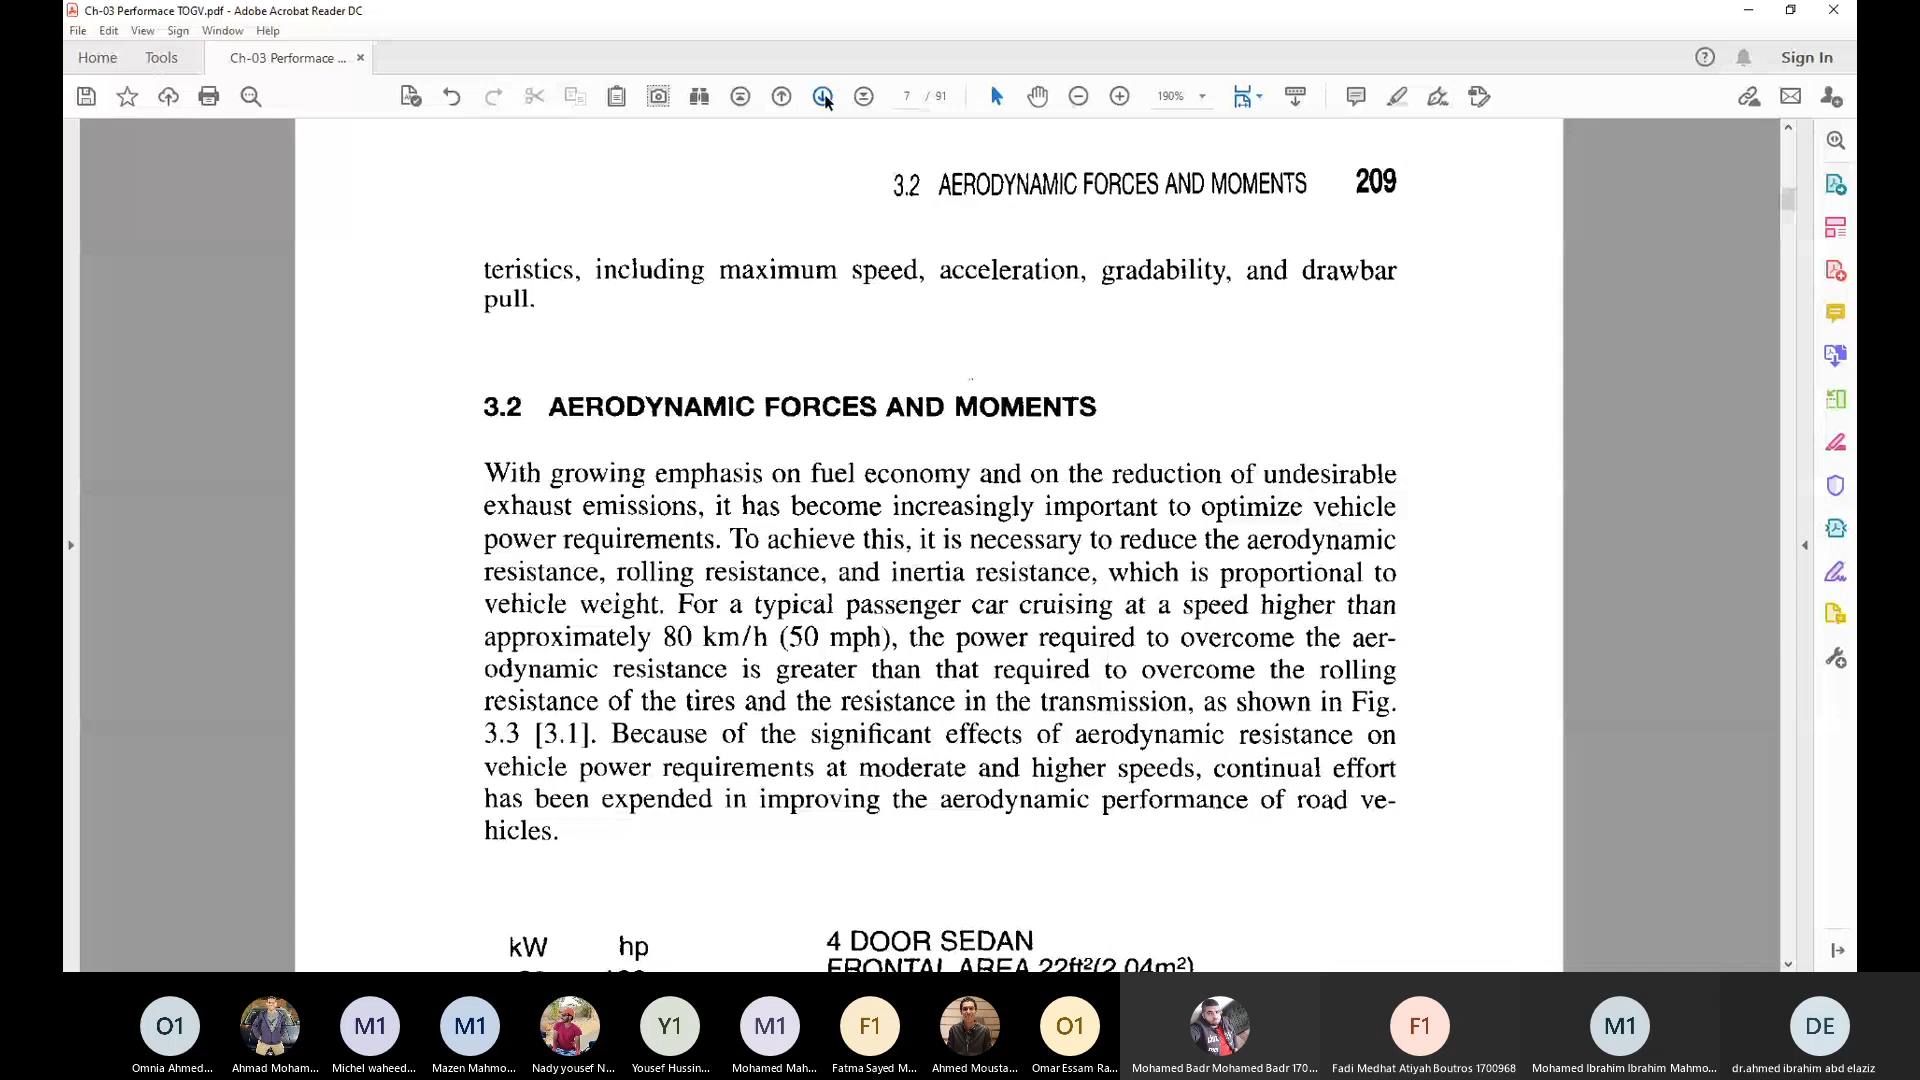 Ch-03 Performace TOGV.pdf - Adobe Acrobat Reader DC
File Edit View Sign Window Help
Home Tools Ch-03 Performace ... × Sign In
7 / 91 190%
3.2 AERODYNAMIC FORCES AND MOMENTS 209
teristics, including maximum speed, acceleration, gradability, and drawbar
pull.
3.2 AERODYNAMIC FORCES AND MOMENTS
With growing emphasis on fuel economy and on the reduction of undesirable
exhaust emissions, it has become increasingly important to optimize vehicle
power requirements. To achieve this, it is necessary to reduce the aerodynamic
resistance, rolling resistance, and inertia resistance, which is proportional to
vehicle weight. For a typical passenger car cruising at a speed higher than
approximately 80 km/h (50 mph), the power required to overcome the aer-
odynamic resistance is greater than that required to overcome the rolling
resistance of the tires and the resistance in the transmission, as shown in Fig.
3.3 [3.1]. Because of the significant effects of aerodynamic resistance on
vehicle power requirements at moderate and higher speeds, continual effort
has been expended in improving the aerodynamic performance of road ve-
hicles.
kW hp 4 DOOR SEDAN
FRONTAL AREA 22ft²(2.04m²)
O1 M1 M1 Y1 M1 F1 O1 F1 M1 DE
Omnia Ahmed... Ahmad Moham... Michel waheed... Mazen Mahmo... Nady yousef N... Yousef Hussin... Mohamed Mah... Fatma Sayed M... Ahmed Mousta... Omar Essam Ra... Mohamed Badr Mohamed Badr 170... Fadi Medhat Atiyah Boutros 1700968 Mohamed Ibrahim Ibrahim Mahmo... dr.ahmed ibrahim abd elaziz